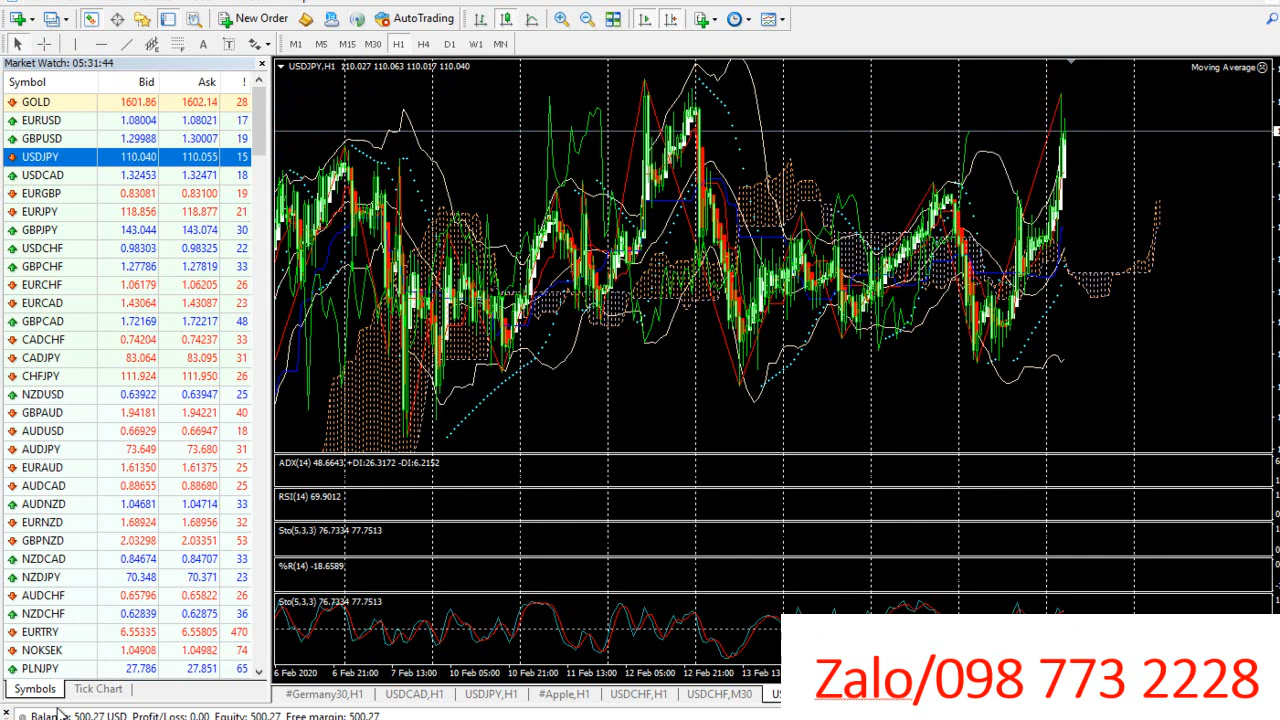 New Order
AutoTrading
M1 M5 M15 M30 H1 H4 D1 W1 MN
Market Watch: 05:31:44
Symbol Bid Ask !
GOLD 1601.86 1602.14 28
EURUSD 1.08004 1.08021 17
GBPUSD 1.29988 1.30007 19
USDJPY 110.040 110.055 15
USDCAD 1.32453 1.32471 18
EURGBP 0.83081 0.83100 19
EURJPY 118.856 118.877 21
GBPJPY 143.044 143.074 30
USDCHF 0.98303 0.98325 22
GBPCHF 1.27786 1.27819 33
EURCHF 1.06179 1.06205 26
EURCAD 1.43064 1.43087 23
GBPCAD 1.72169 1.72217 48
CADCHF 0.74204 0.74237 33
CADJPY 83.064 83.095 31
CHFJPY 111.924 111.950 26
NZDUSD 0.63922 0.63947 25
GBPAUD 1.94181 1.94221 40
AUDUSD 0.66929 0.66947 18
AUDJPY 73.649 73.680 31
EURAUD 1.61350 1.61375 25
AUDCAD 0.88655 0.88680 25
AUDNZD 1.04681 1.04714 33
EURNZD 1.68924 1.68956 32
GBPNZD 2.03298 2.03351 53
NZDCAD 0.84674 0.84707 33
NZDJPY 70.348 70.371 23
AUDCHF 0.65796 0.65822 26
NZDCHF 0.62839 0.62875 36
EURTRY 6.55335 6.55805 470
NOKSEK 1.04908 1.04982 74
PLNJPY 27.786 27.851 65
Symbols Tick Chart
USDJPY,H1 110.027 110.063 110.017 110.040
Moving Average
ADX(14) 48.6643 +DI:26.3172 -DI:6.2152
RSI(14) 69.9012
Sto(5,3,3) 76.7334 77.7513
%R(14) -18.6589
Sto(5,3,3) 76.7334 77.7513
6 Feb 2020 6 Feb 21:00 7 Feb 13:00 10 Feb 05:00 10 Feb 21:00 11 Feb 13:00 12 Feb 05:00 12 Feb 21:00 13 Feb 13
#Germany30,H1 USDCAD,H1 USDJPY,H1 #Apple,H1 USDCHF,H1 USDCHF,M30
Zalo/098 773 2228
Balance: 500.27 USD Profit/Loss: 0.00 Equity: 500.27 Free margin: 500.27